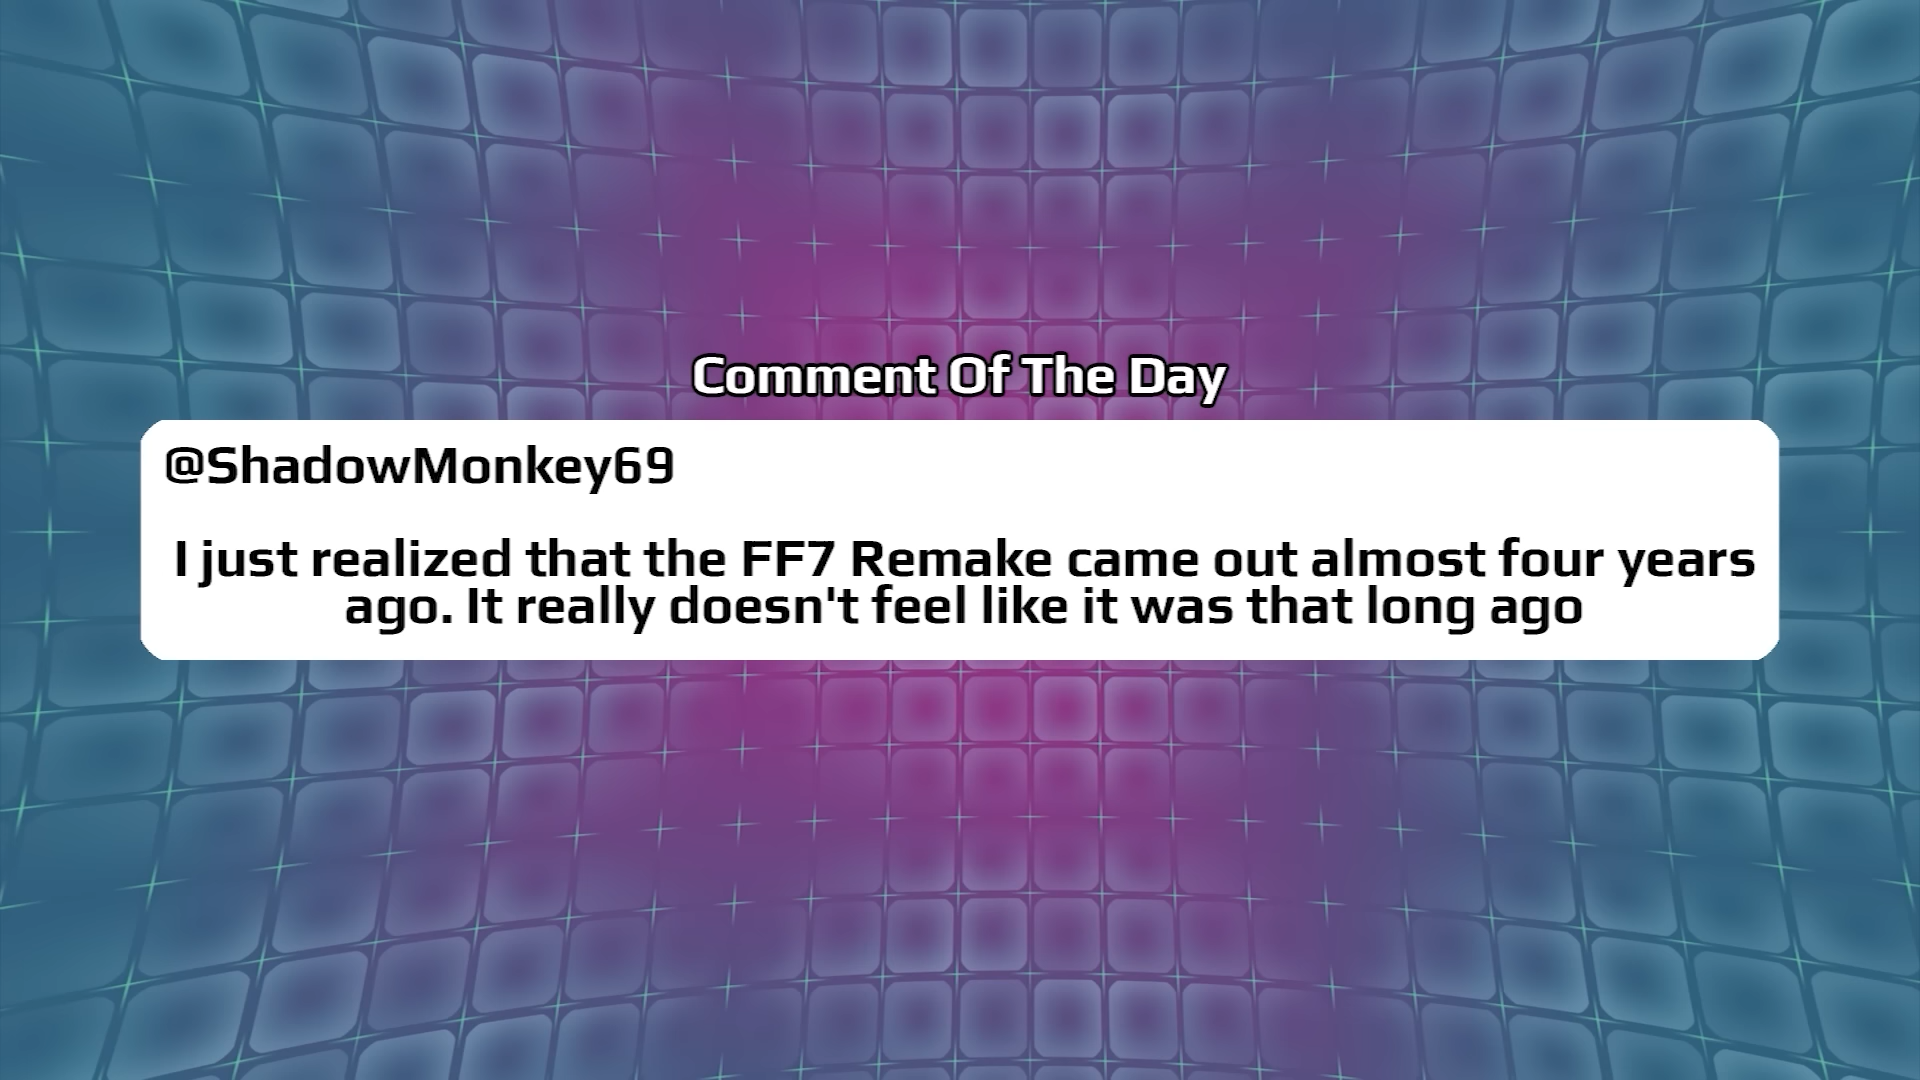 Comment Of The Day
@ShadowMonkey69
I just realized that the FF7 Remake came out almost four years
ago. It really doesn't feel like it was that long ago